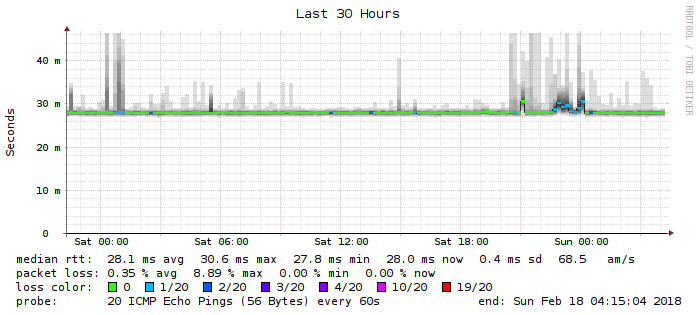 Last 30 Hours
RRDTOOL / TOBI OETIKER
Seconds
40 m
30 m
20 m
10 m
0
Sat 00:00 Sat 06:00 Sat 12:00 Sat 18:00 Sun 00:00
median rtt: 28.1 ms avg 30.6 ms max 27.8 ms min 28.0 ms now 0.4 ms sd 68.5 am/s
packet loss: 0.35 % avg 8.89 % max 0.00 % min 0.00 % now
loss color: 0 1/20 2/20 3/20 4/20 10/20 19/20
probe: 20 ICMP Echo Pings (56 Bytes) every 60s end: Sun Feb 18 04:15:04 2018